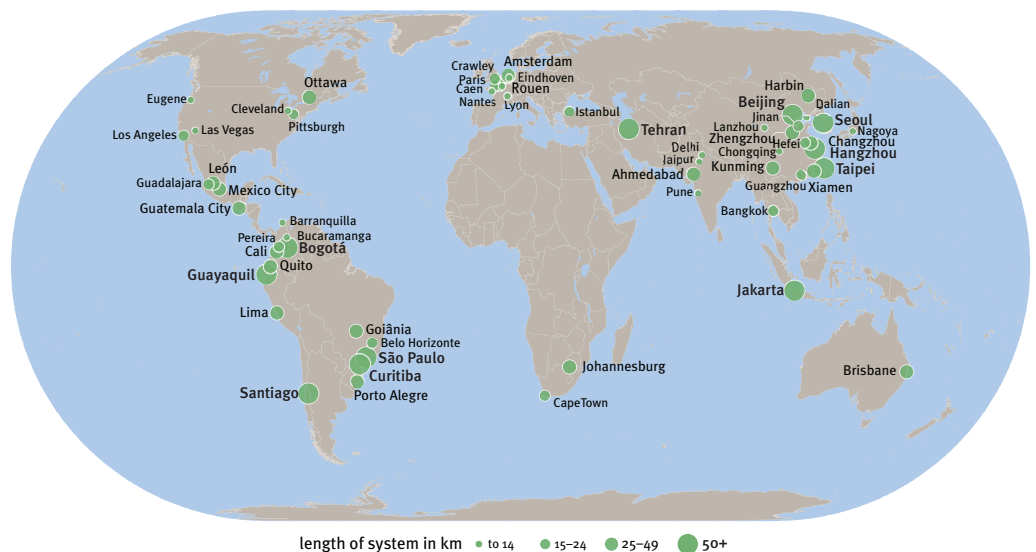 Crawley
Amsterdam
Paris
Eindhoven
Caen
Rouen
Nantes
Lyon
Ottawa
Eugene
Cleveland
Pittsburgh
Los Angeles
Las Vegas
Istanbul
Tehran
Harbin
Beijing
Dalian
Jinan
Seoul
Lanzhou
Nagoya
Zhengzhou
Hefei
Changzhou
Delhi
Chongqing
Hangzhou
Jaipur
Kunming
Taipei
Ahmedabad
Guangzhou
Xiamen
Pune
Bangkok
León
Guadalajara
Mexico City
Guatemala City
Barranquilla
Pereira
Bucaramanga
Cali
Bogotá
Quito
Guayaquil
Jakarta
Lima
Goiânia
Belo Horizonte
São Paulo
Curitiba
Santiago
Porto Alegre
Johannesburg
CapeTown
Brisbane
length of system in km to 14 15–24 25–49 50+